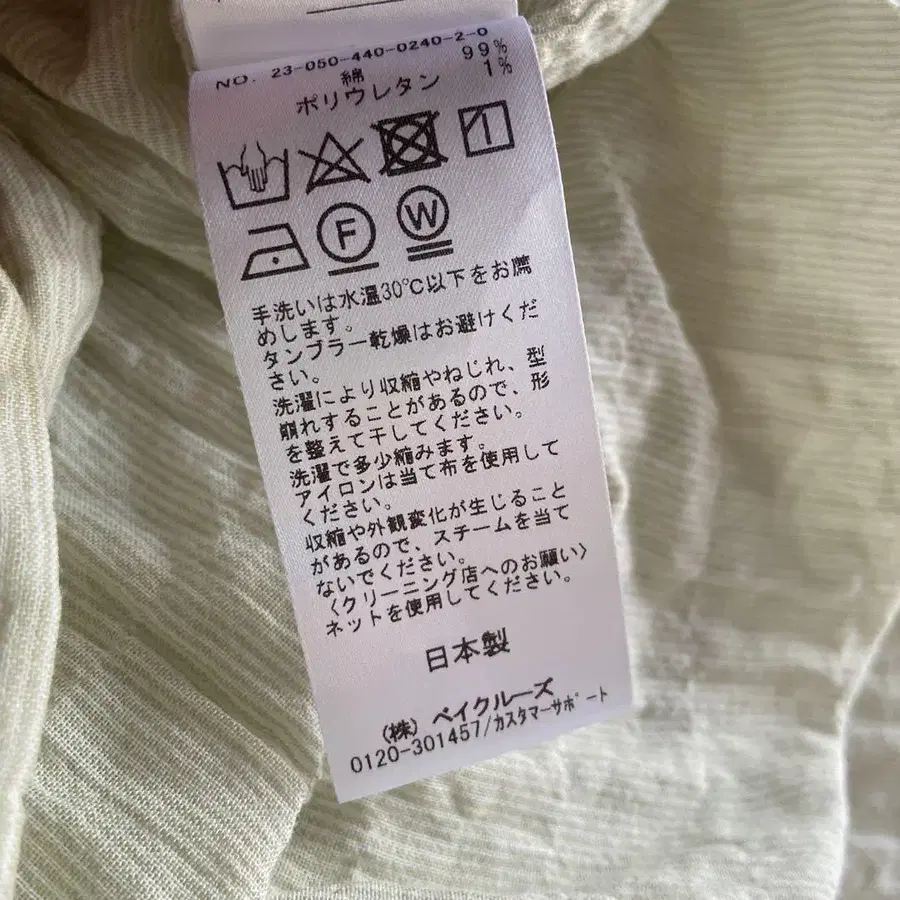 NO. 23-050-440-0240-2-0
綿 99%
ポリウレタン 1%
F
W
手洗いは水温30℃以下をお薦
めします。
タンブラー乾燥はお避けくだ
さい。
洗濯により収縮やねじれ、型
崩れすることがあるので、形
を整えて干してください。
洗濯で多少縮みます。
アイロンは当て布を使用して
ください。
収縮や外観変化が生じること
があるので、スチームを当て
ないでください。
〈クリーニング店へのお願い〉
ネットを使用してください。
日本製
(株) ベイクルーズ
0120-301457/カスタマーサポート